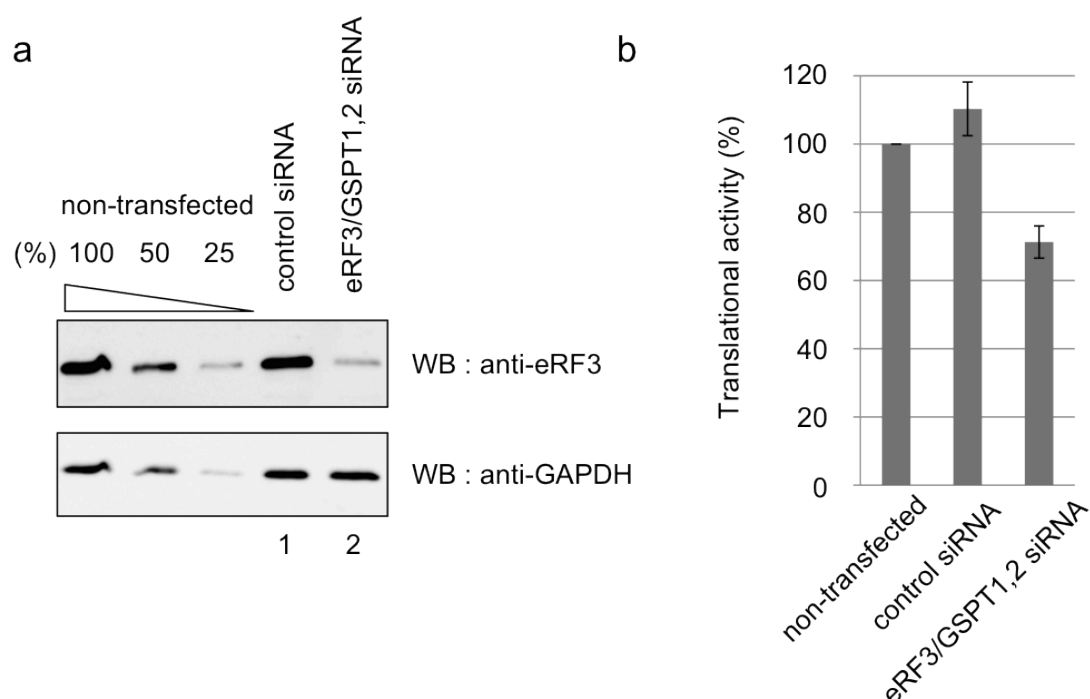 a
non-transfected
(%) 100 50 25
control siRNA
eRF3/GSPT1,2 siRNA
WB : anti-eRF3
WB : anti-GAPDH
1 2
b
Translational activity (%)
120
100
80
60
40
20
0
non-transfected
control siRNA
eRF3/GSPT1,2 siRNA